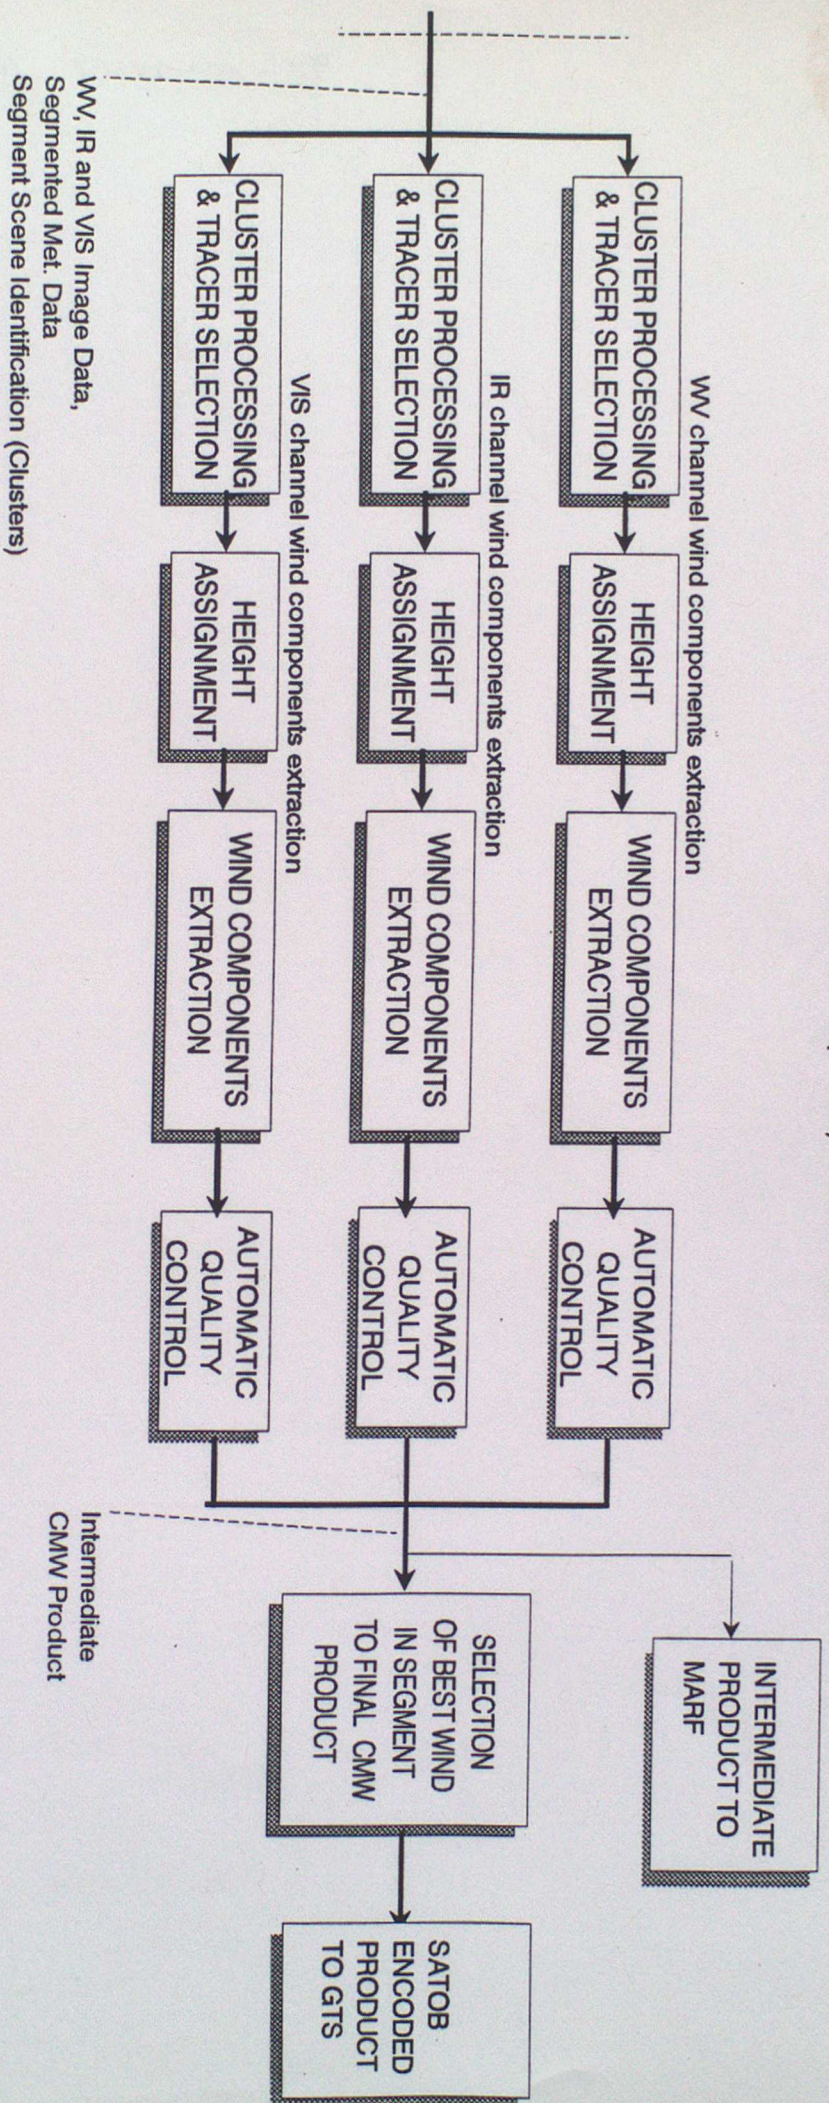 WV channel wind components extraction
CLUSTER PROCESSING
& TRACER SELECTION
HEIGHT
ASSIGNMENT
WIND COMPONENTS
EXTRACTION
AUTOMATIC
QUALITY
CONTROL
IR channel wind components extraction
CLUSTER PROCESSING
& TRACER SELECTION
HEIGHT
ASSIGNMENT
WIND COMPONENTS
EXTRACTION
AUTOMATIC
QUALITY
CONTROL
VIS channel wind components extraction
CLUSTER PROCESSING
& TRACER SELECTION
HEIGHT
ASSIGNMENT
WIND COMPONENTS
EXTRACTION
AUTOMATIC
QUALITY
CONTROL
INTERMEDIATE
PRODUCT TO
MARF
SELECTION
OF BEST WIND
IN SEGMENT
TO FINAL CMW
PRODUCT
SATOB
ENCODED
PRODUCT
TO GTS
WV, IR and VIS Image Data,
Segmented Met. Data
Segment Scene Identification (Clusters)
Intermediate
CMW Product